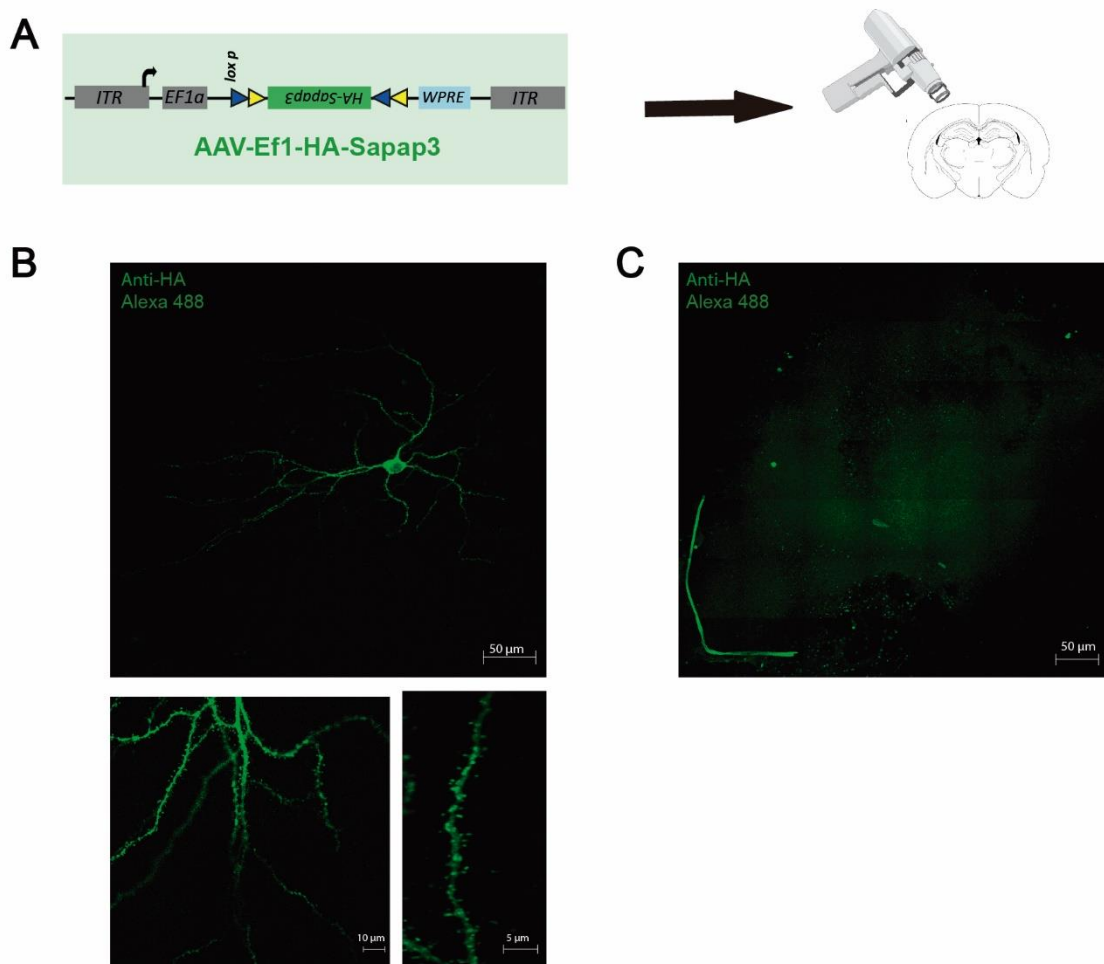 A
ITR
EF1a
lox p
HA-Sapap3
WPRE
ITR
AAV-Ef1-HA-Sapap3
B
Anti-HA
Alexa 488
50 µm
10 µm
5 µm
C
Anti-HA
Alexa 488
50 µm